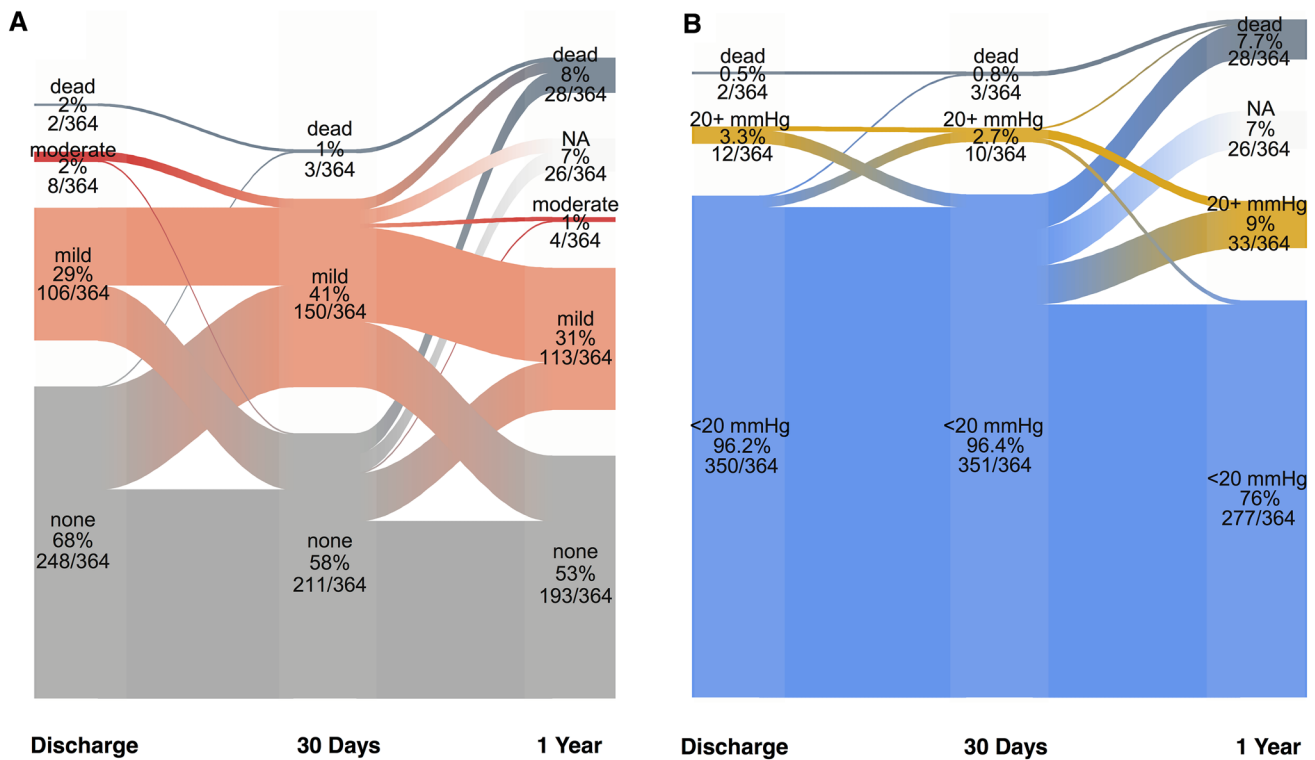 A
dead
2%
2/364
moderate
2%
8/364
mild
29%
106/364
none
68%
248/364
dead
1%
3/364
mild
41%
150/364
none
58%
211/364
dead
8%
28/364
NA
7%
26/364
moderate
1%
4/364
mild
31%
113/364
none
53%
193/364
Discharge
30 Days
1 Year
B
dead
0.5%
2/364
20+ mmHg
3.3%
12/364
<20 mmHg
96.2%
350/364
dead
0.8%
3/364
20+ mmHg
2.7%
10/364
<20 mmHg
96.4%
351/364
dead
7.7%
28/364
NA
7%
26/364
20+ mmHg
9%
33/364
<20 mmHg
76%
277/364
Discharge
30 Days
1 Year